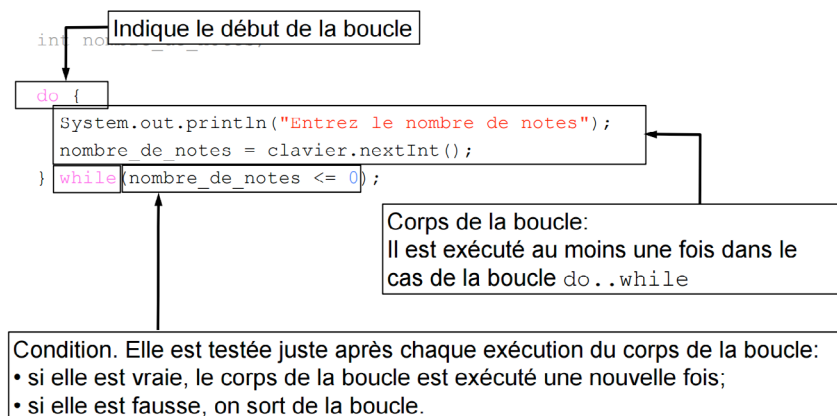 Indique le début de la boucle
int nombre_de_notes;
do {
System.out.println("Entrez le nombre de notes");
nombre_de_notes = clavier.nextInt();
} while(nombre_de_notes <= 0);
Corps de la boucle:
Il est exécuté au moins une fois dans le
cas de la boucle do..while
Condition. Elle est testée juste après chaque exécution du corps de la boucle:
• si elle est vraie, le corps de la boucle est exécuté une nouvelle fois;
• si elle est fausse, on sort de la boucle.